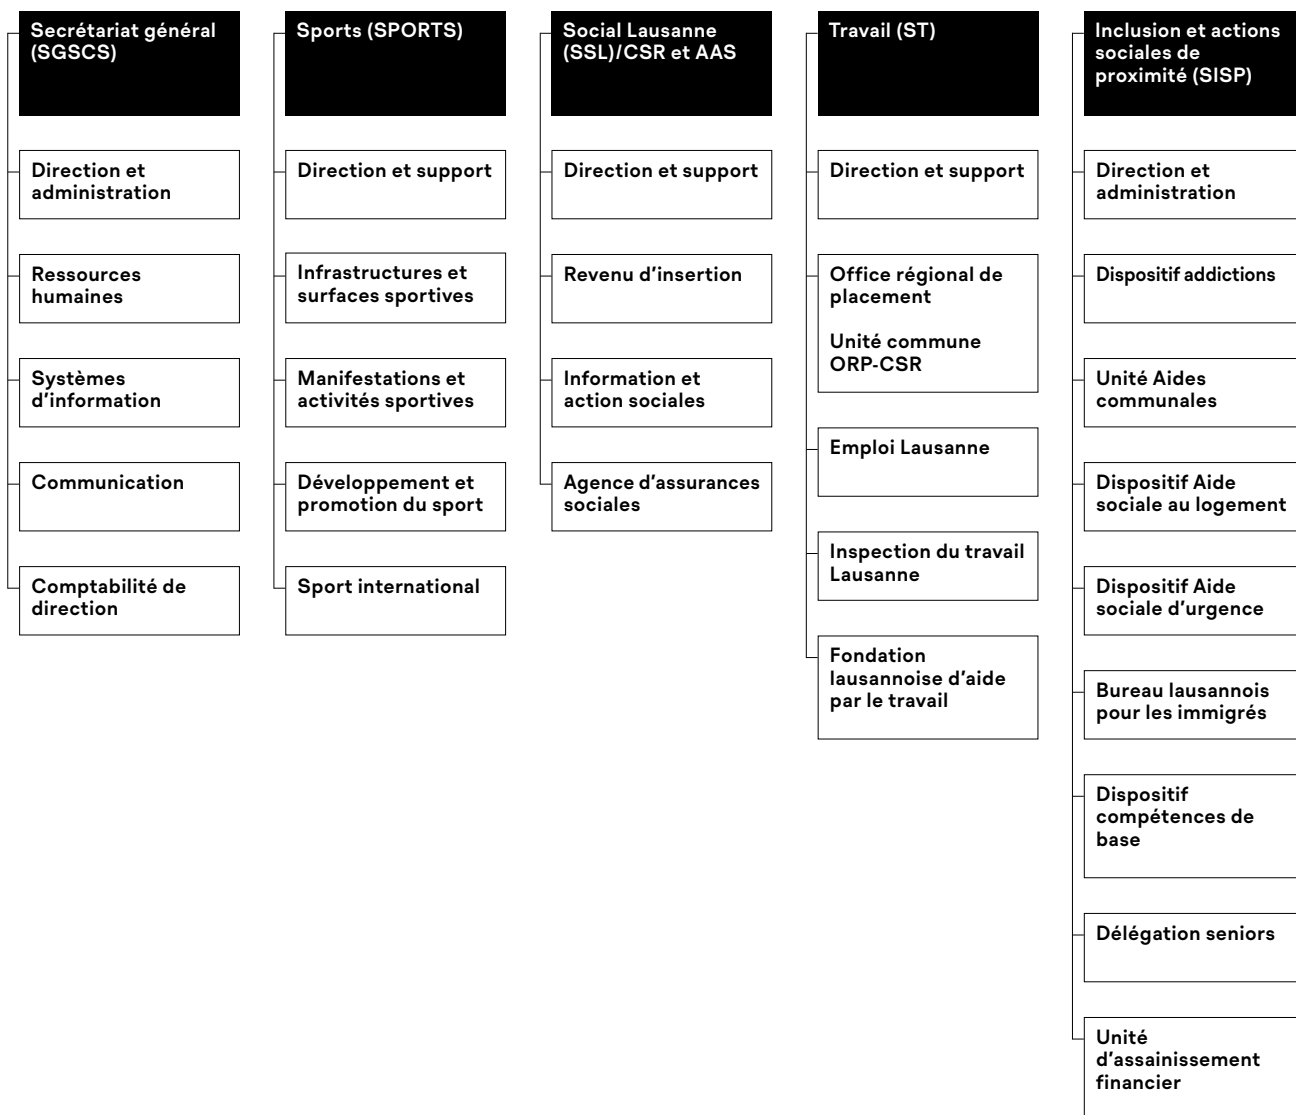 Secrétariat général
(SGSCS)
Direction et
administration
Ressources
humaines
Systèmes
d’information
Communication
Comptabilité de
direction
Sports (SPORTS)
Direction et support
Infrastructures et
surfaces sportives
Manifestations et
activités sportives
Développement et
promotion du sport
Sport international
Social Lausanne
(SSL)/CSR et AAS
Direction et support
Revenu d’insertion
Information et
action sociales
Agence d’assurances
sociales
Travail (ST)
Direction et support
Office régional de
placement
Unité commune
ORP-CSR
Emploi Lausanne
Inspection du travail
Lausanne
Fondation
lausannoise d’aide
par le travail
Inclusion et actions
sociales de
proximité (SISP)
Direction et
administration
Dispositif addictions
Unité Aides
communales
Dispositif Aide
sociale au logement
Dispositif Aide
sociale d’urgence
Bureau lausannois
pour les immigrés
Dispositif
compétences de
base
Délégation seniors
Unité
d’assainissement
financier